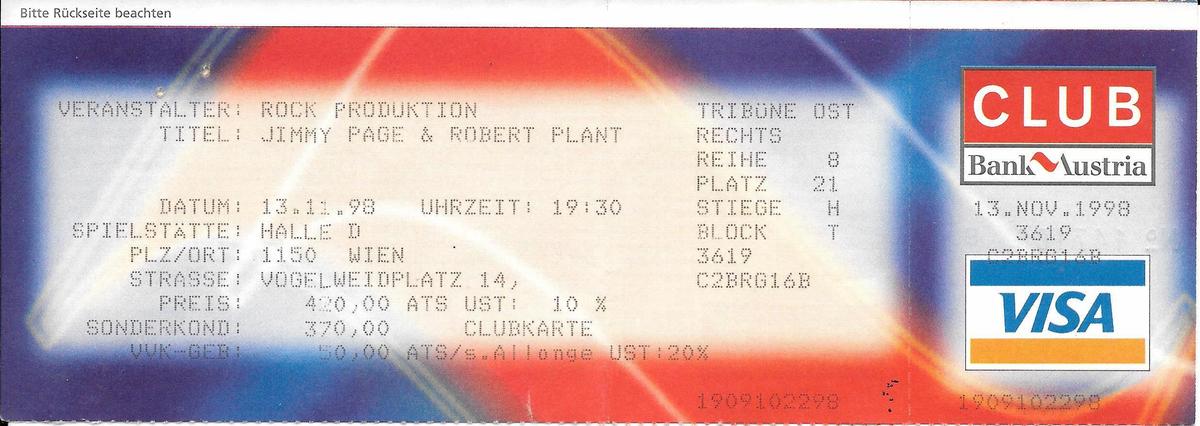 Bitte Rückseite beachten
VERANSTALTER: ROCK PRODUKTION
TITEL: JIMMY PAGE & ROBERT PLANT
DATUM: 13.11.98 UHRZEIT: 19:30
SPIELSTÄTTE: HALLE D
PLZ/ORT: 1150 WIEN
STRASSE: VOGELWEIDPLATZ 14,
PREIS: 420,00 ATS UST: 10 %
SONDERKOND: 370,00 CLUBKARTE
VVK-GEB: 50,00 ATS/s.Allonge UST:20%
TRIBÜNE OST
RECHTS
REIHE 8
PLATZ 21
STIEGE H
BLOCK T
3619
C2BRG16B
1909102298
CLUB
Bank Austria
13.NOV.1998
3619
C2BRG16B
VISA
1909102298